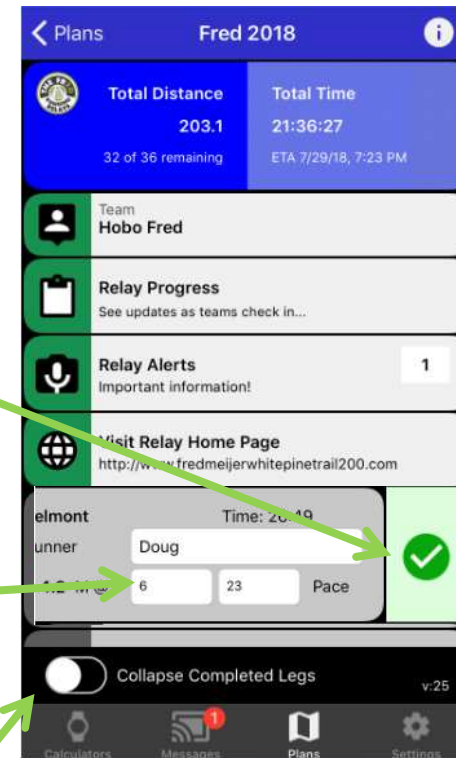 Plans
Fred 2018
i
Total Distance
203.1
32 of 36 remaining
Total Time
21:36:27
ETA 7/29/18, 7:23 PM
Team
Hobo Fred
Relay Progress
See updates as teams check in...
Relay Alerts
Important information!
1
Visit Relay Home Page
http://www.fredmeijerwhitepinetrail200.com
elmont
Time:
unner
Doug
@
6
23
Pace
Collapse Completed Legs
v:25
Calculators
1
Messages
Plans
Settings